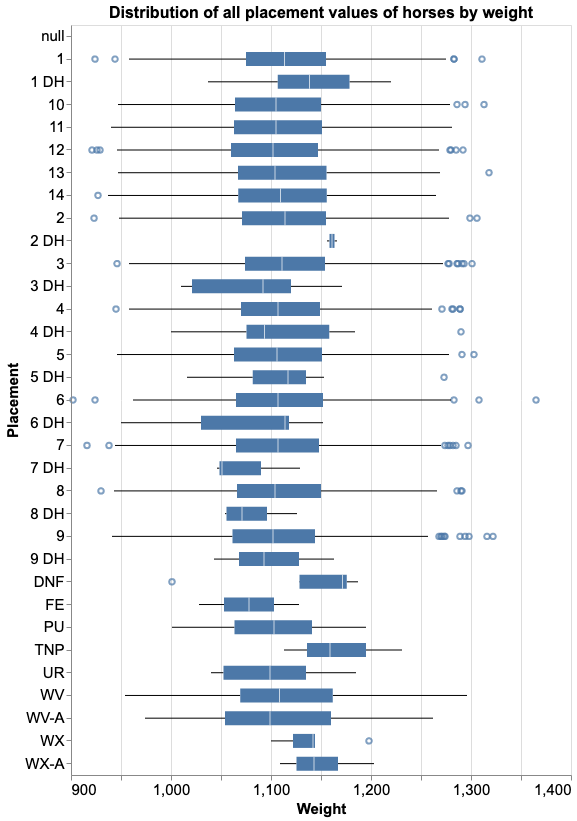 Distribution of all placement values of horses by weight
null
1
1 DH
10
11
12
13
14
2
2 DH
3
3 DH
4
4 DH
5
5 DH
6
6 DH
7
7 DH
8
8 DH
9
9 DH
DNF
FE
PU
TNP
UR
WV
WV-A
WX
WX-A
Placement
900 1,000 1,100 1,200 1,300 1,400
Weight